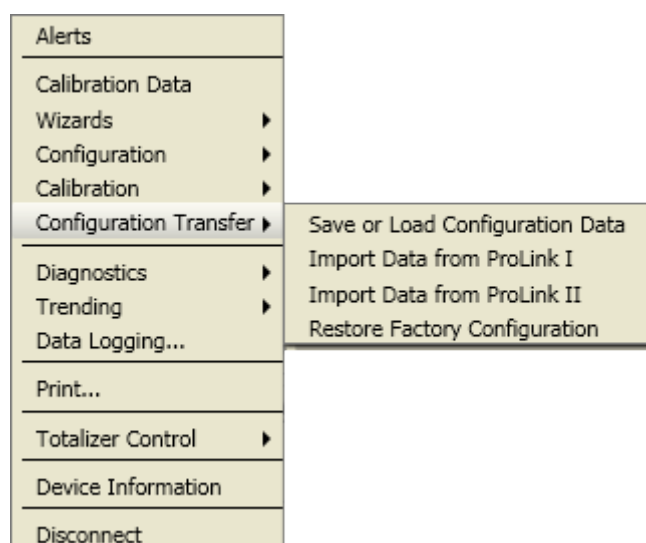 Alerts
Calibration Data
Wizards
Configuration
Calibration
Configuration Transfer
Save or Load Configuration Data
Import Data from ProLink I
Import Data from ProLink II
Restore Factory Configuration
Diagnostics
Trending
Data Logging...
Print...
Totalizer Control
Device Information
Disconnect